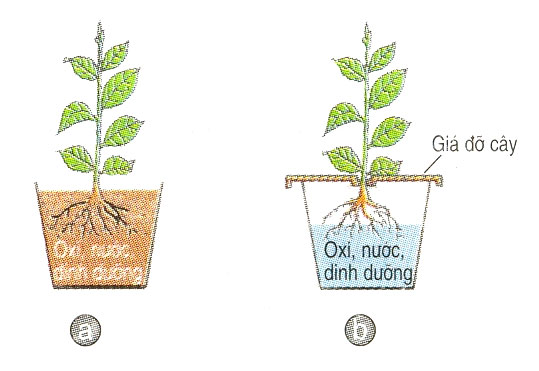 Giá đỡ cây
Oxi, nước
dinh dưỡng
Oxi, nước,
dinh dưỡng
a
b